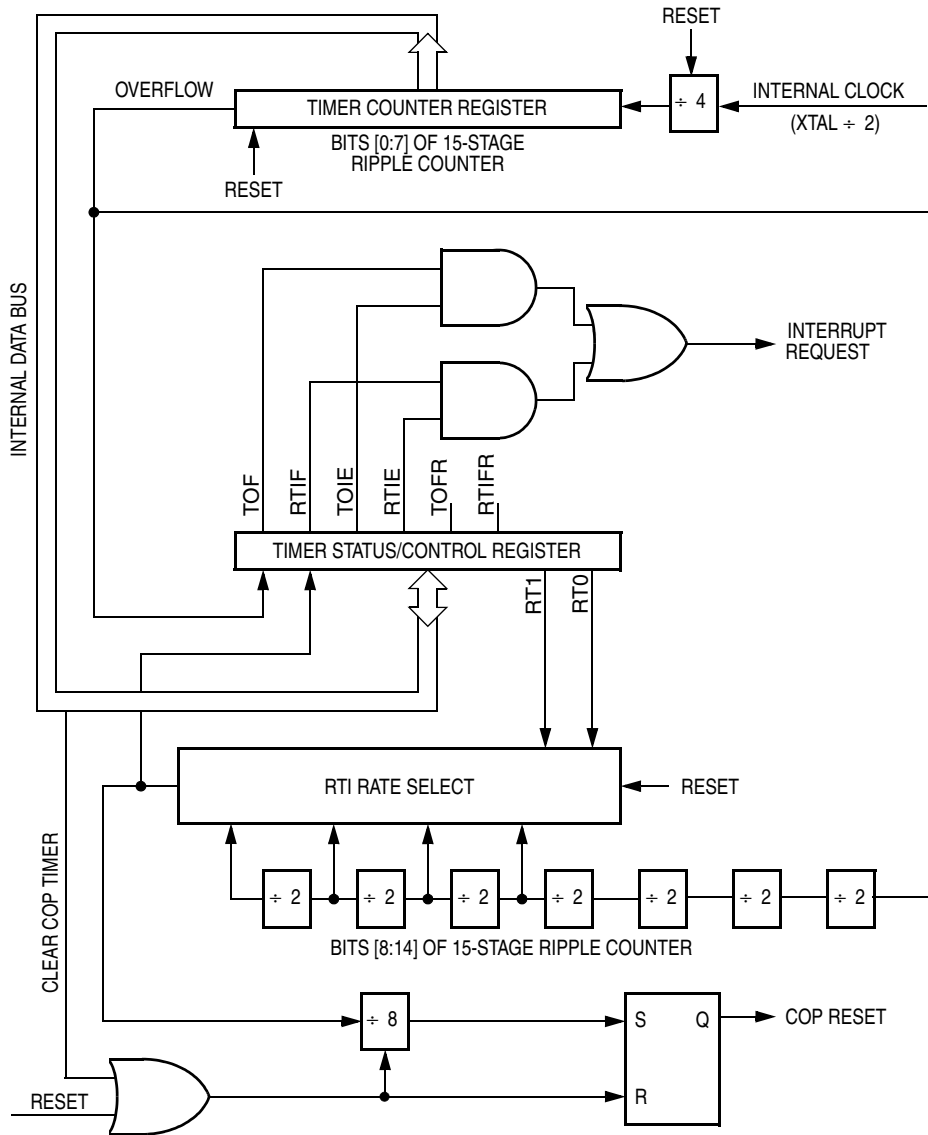 RESET
OVERFLOW
TIMER COUNTER REGISTER
÷ 4
INTERNAL CLOCK
(XTAL ÷ 2)
BITS [0:7] OF 15-STAGE
RIPPLE COUNTER
RESET
INTERNAL DATA BUS
INTERRUPT
REQUEST
TOF
RTIF
TOIE
RTIE
TOFR
RTIFR
TIMER STATUS/CONTROL REGISTER
RT1
RT0
RTI RATE SELECT
RESET
÷ 2
÷ 2
÷ 2
÷ 2
÷ 2
÷ 2
÷ 2
BITS [8:14] OF 15-STAGE RIPPLE COUNTER
CLEAR COP TIMER
÷ 8
S
Q
COP RESET
R
RESET